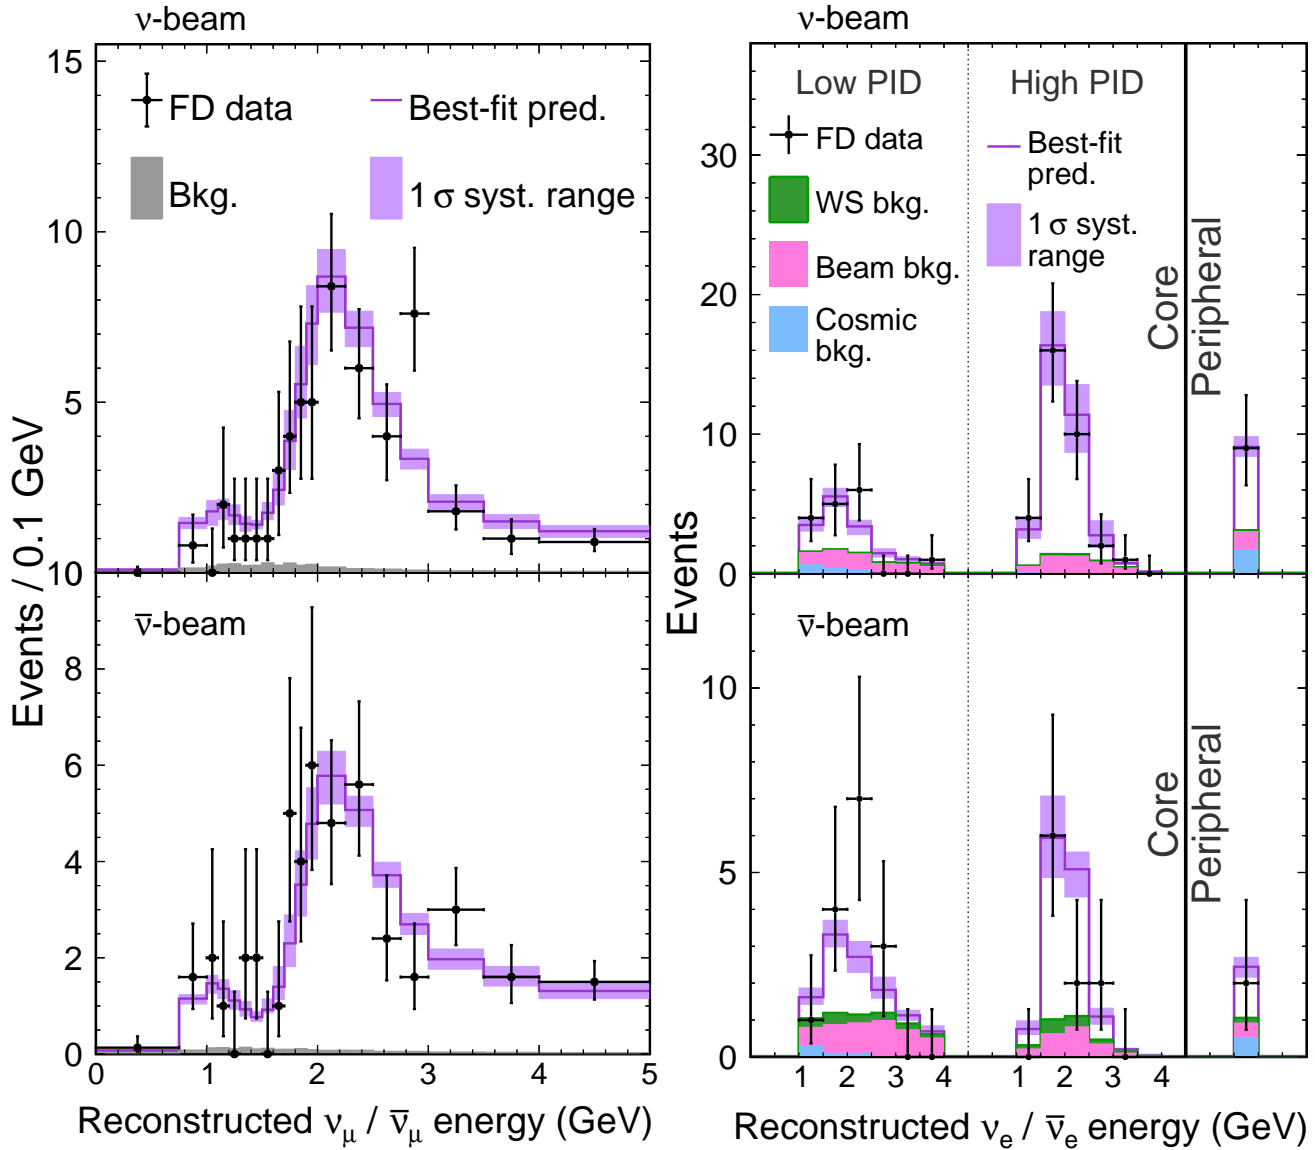 ν-beam
15
10
5
10
8
6
4
2
0
0 1 2 3 4 5
FD data
Best-fit pred.
Bkg.
1 σ syst. range
ν̅-beam
Events / 0.1 GeV
Reconstructed ν_μ / ν̅_μ energy (GeV)
ν-beam
Low PID
High PID
FD data
WS bkg.
Beam bkg.
Cosmic
bkg.
Best-fit
pred.
1 σ syst.
range
Core
Peripheral
30
20
10
0
ν̅-beam
Core
Peripheral
10
5
0
1 2 3 4 1 2 3 4
Events
Reconstructed ν_e / ν̅_e energy (GeV)